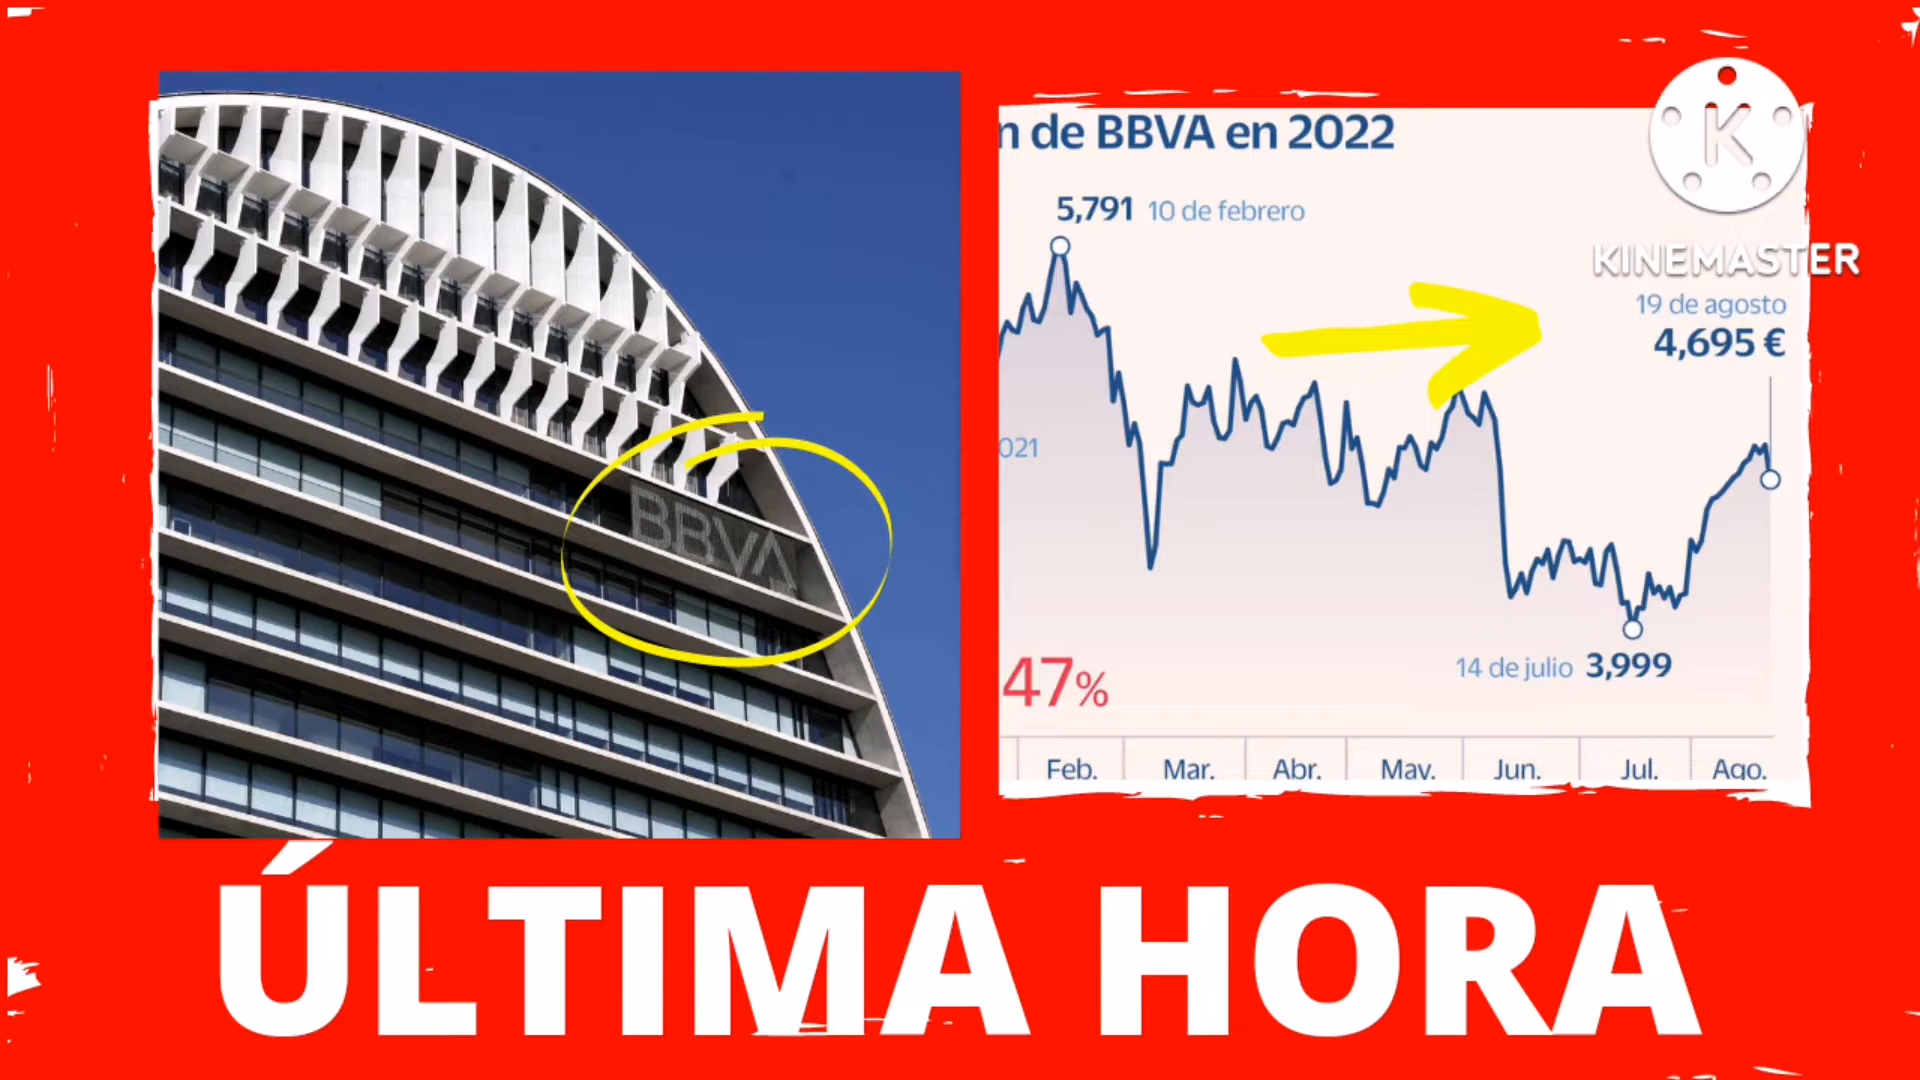 BBVA
n de BBVA en 2022
5,791 10 de febrero
K
KINEMASTER
19 de agosto
4,695 €
021
14 de julio 3,999
47%
Feb. Mar. Abr. May. Jun. Jul. Ago.
ÚLTIMA HORA